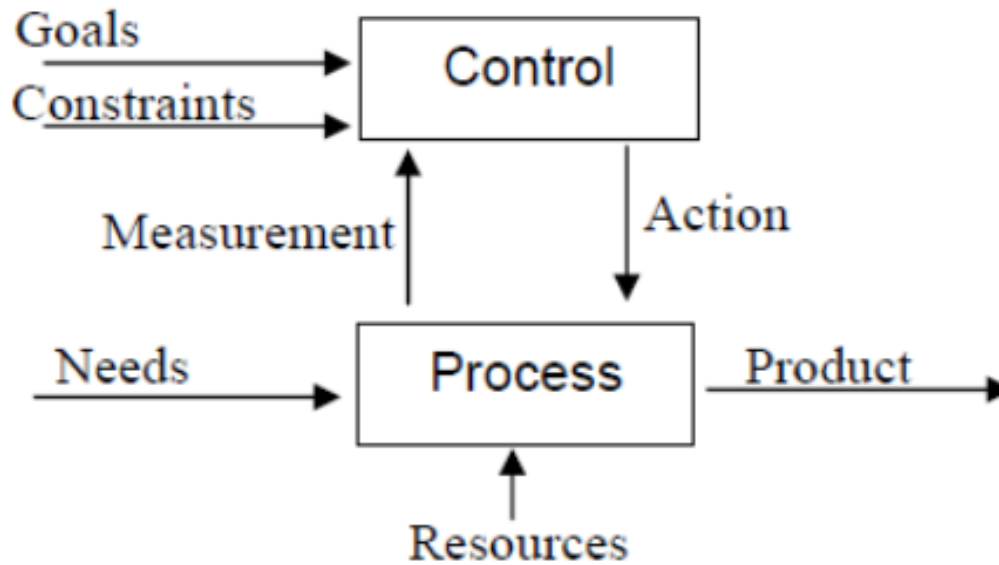 Goals
Control
Constraints
Measurement
Action
Needs
Process
Product
Resources